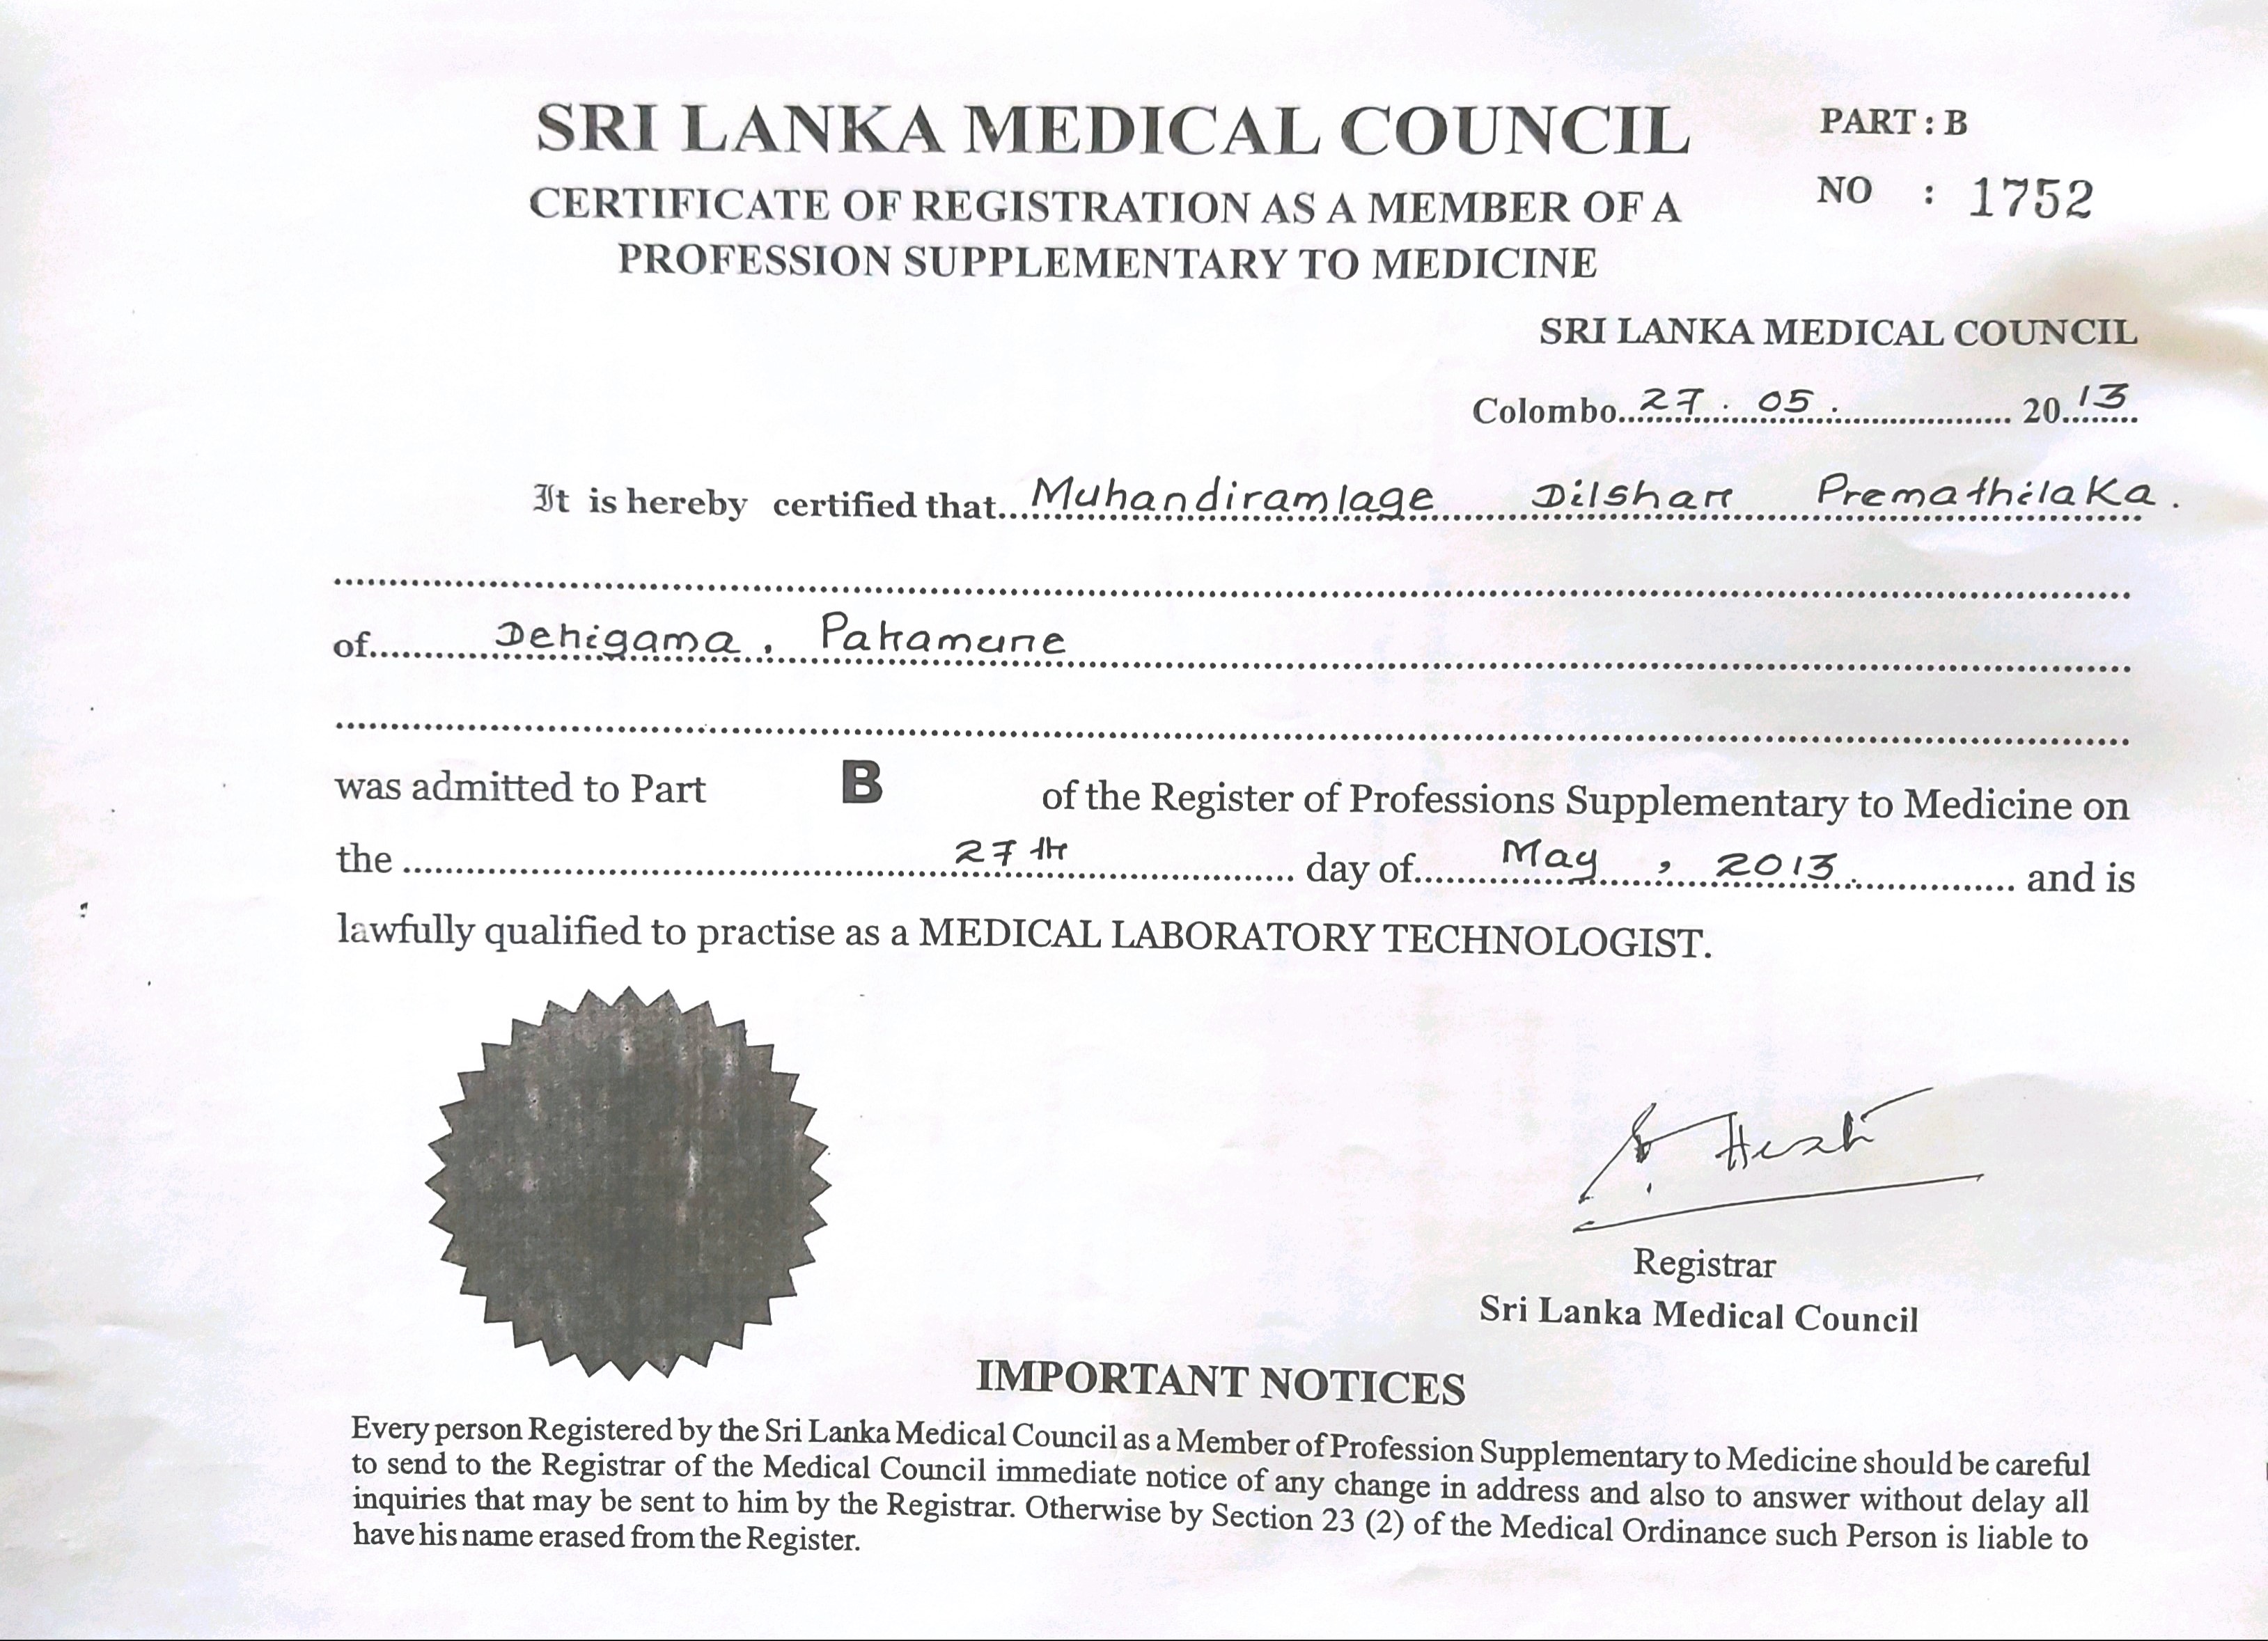 SRI LANKA MEDICAL COUNCIL
PART : B
CERTIFICATE OF REGISTRATION AS A MEMBER OF A
NO : 1752
PROFESSION SUPPLEMENTARY TO MEDICINE
SRI LANKA MEDICAL COUNCIL
Colombo..27 : 05 :.................... 20.13
It is hereby certified that...Muhandiramlage Dilshan Premathilaka.
of.......... Dehigama, Pahamune
was admitted to Part B of the Register of Professions Supplementary to Medicine on
the .......... 27th .......... day of.......... May, 2013. .......... and is
lawfully qualified to practise as a MEDICAL LABORATORY TECHNOLOGIST.
Registrar
Sri Lanka Medical Council
IMPORTANT NOTICES
Every person Registered by the Sri Lanka Medical Council as a Member of Profession Supplementary to Medicine should be careful
to send to the Registrar of the Medical Council immediate notice of any change in address and also to answer without delay all
inquiries that may be sent to him by the Registrar. Otherwise by Section 23 (2) of the Medical Ordinance such Person is liable to
have his name erased from the Register.